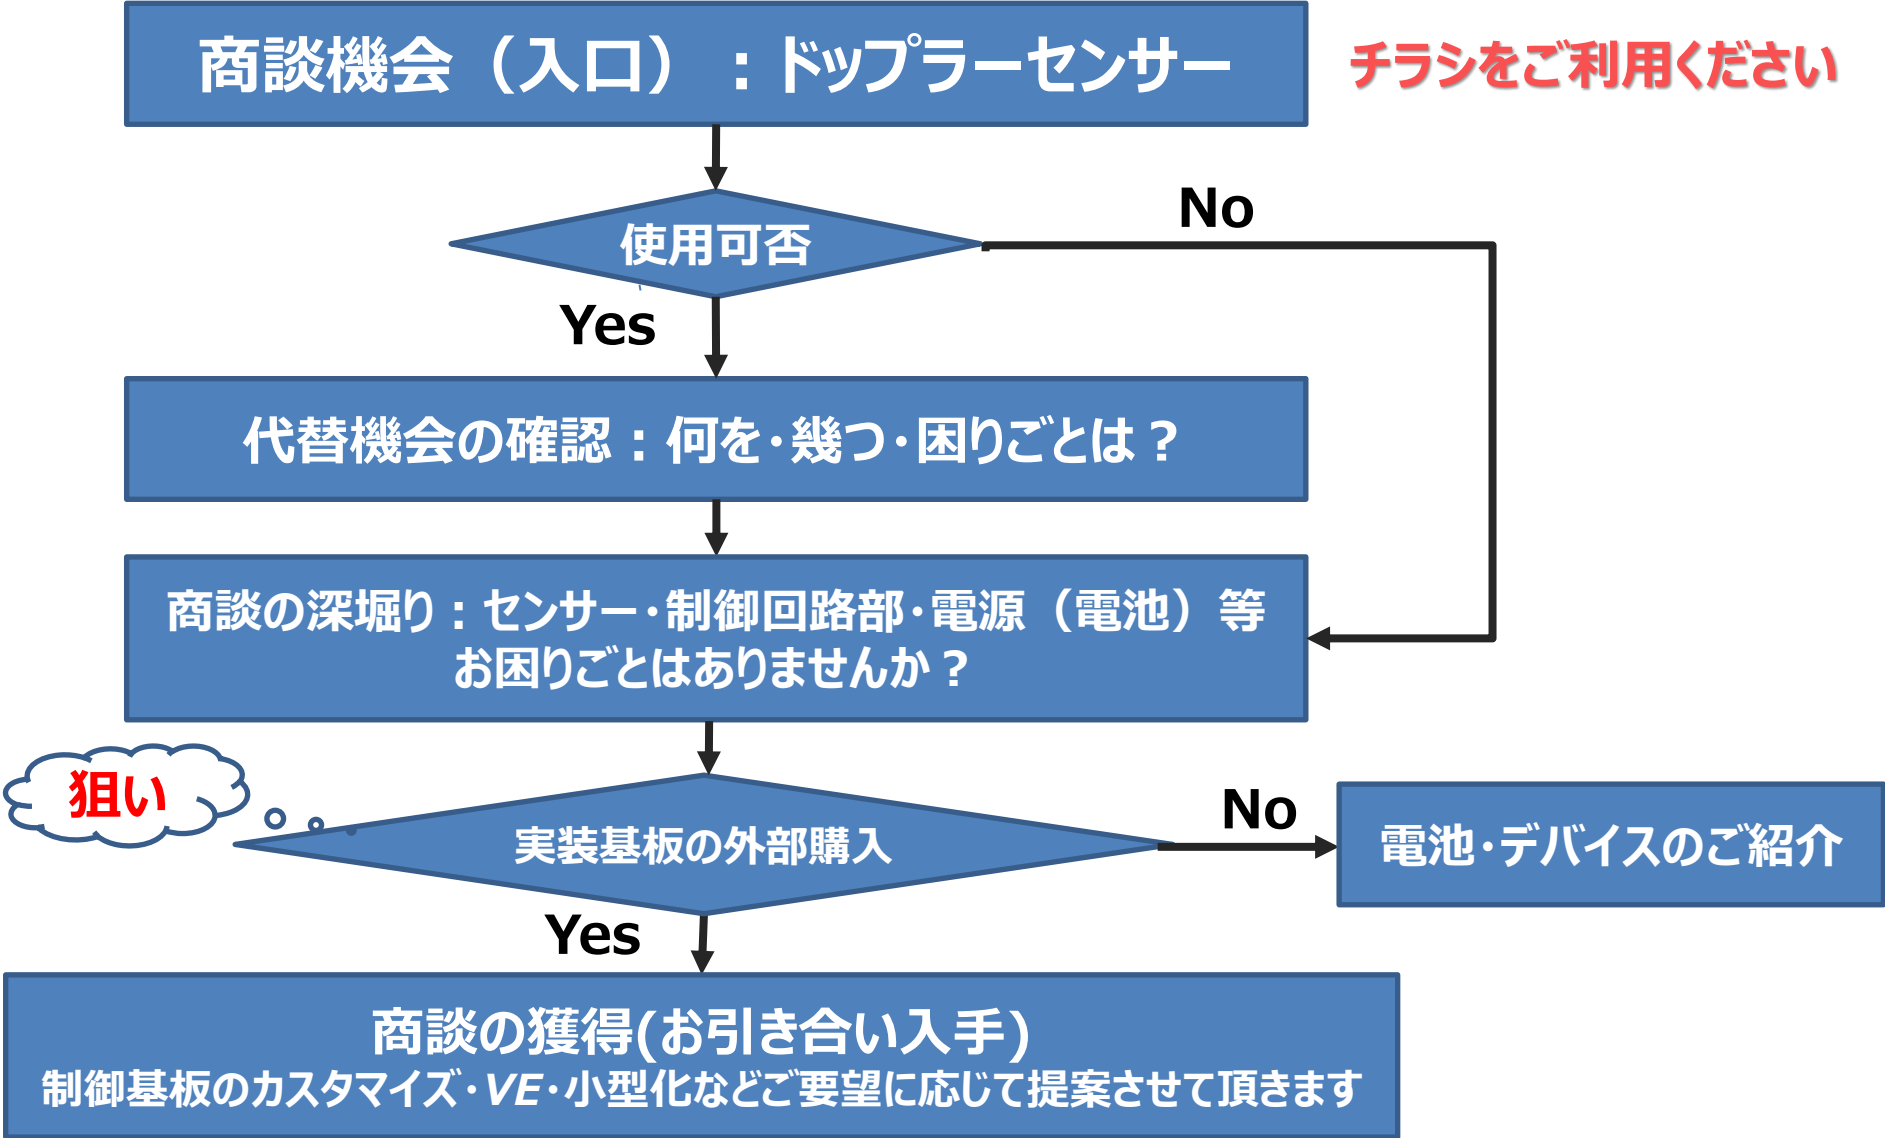 商談機会（入口）：ドップラーセンサー
チラシをご利用ください
使用可否
No
Yes
代替機会の確認：何を・幾つ・困りごとは？
商談の深堀り：センサー・制御回路部・電源（電池）等
お困りごとはありませんか？
狙い
実装基板の外部購入
No
電池・デバイスのご紹介
Yes
商談の獲得(お引き合い入手)
制御基板のカスタマイズ・VE・小型化などご要望に応じて提案させて頂きます